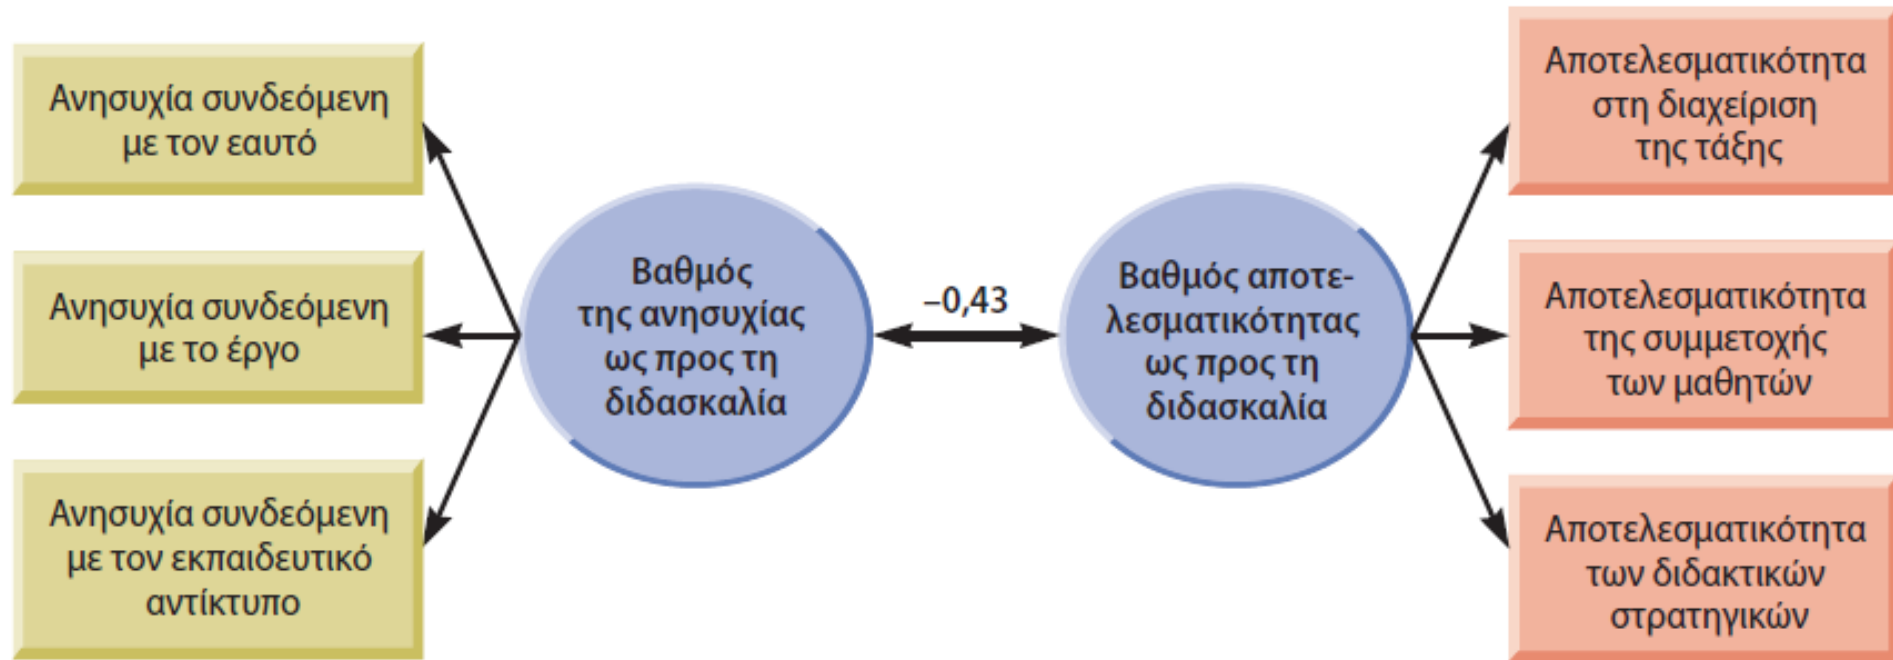 Ανησυχία συνδεόμενη
με τον εαυτό
Ανησυχία συνδεόμενη
με το έργο
Ανησυχία συνδεόμενη
με τον εκπαιδευτικό
αντίκτυπο
Βαθμός
της ανησυχίας
ως προς τη
διδασκαλία
–0,43
Βαθμός αποτε-
λεσματικότητας
ως προς τη
διδασκαλία
Αποτελεσματικότητα
στη διαχείριση
της τάξης
Αποτελεσματικότητα
της συμμετοχής
των μαθητών
Αποτελεσματικότητα
των διδακτικών
στρατηγικών